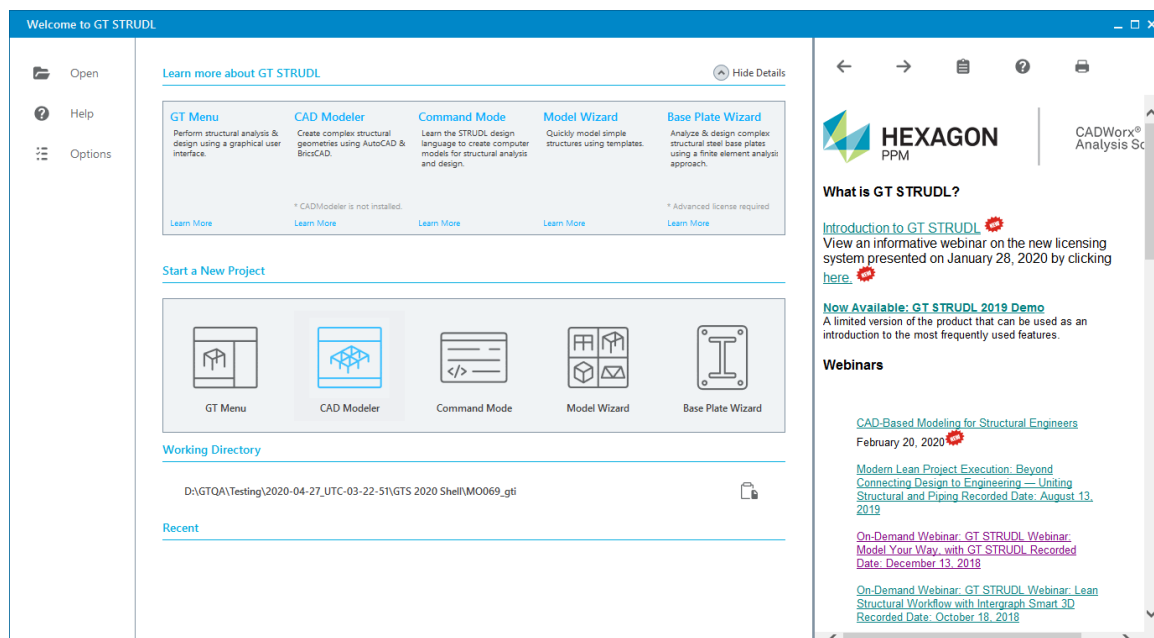 Welcome to GT STRUDL
Open
Help
Options
Learn more about GT STRUDL
Hide Details
GT Menu
Perform structural analysis &
design using a graphical user
interface.
Learn More
CAD Modeler
Create complex structural
geometries using AutoCAD &
BricsCAD.
* CADModeler is not installed.
Learn More
Command Mode
Learn the STRUDL design
language to create computer
models for structural analysis
and design.
Learn More
Model Wizard
Quickly model simple
structures using templates.
Learn More
Base Plate Wizard
Analyze & design complex
structural steel base plates
using a finite element analysis
approach.
* Advanced license required
Learn More
Start a New Project
GT Menu
CAD Modeler
Command Mode
Model Wizard
Base Plate Wizard
Working Directory
D:\GTQA\Testing\2020-04-27_UTC-03-22-51\GTS 2020 Shell\MO069_gti
Recent
HEXAGON
PPM
CADWorx®
Analysis So
What is GT STRUDL?
Introduction to GT STRUDL NEW
View an informative webinar on the new licensing
system presented on January 28, 2020 by clicking
here. NEW
Now Available: GT STRUDL 2019 Demo
A limited version of the product that can be used as an
introduction to the most frequently used features.
Webinars
CAD-Based Modeling for Structural Engineers
February 20, 2020 NEW
Modern Lean Project Execution: Beyond
Connecting Design to Engineering — Uniting
Structural and Piping Recorded Date: August 13,
2019
On-Demand Webinar: GT STRUDL Webinar:
Model Your Way, with GT STRUDL Recorded
Date: December 13, 2018
On-Demand Webinar: GT STRUDL Webinar: Lean
Structural Workflow with Intergraph Smart 3D
Recorded Date: October 18, 2018